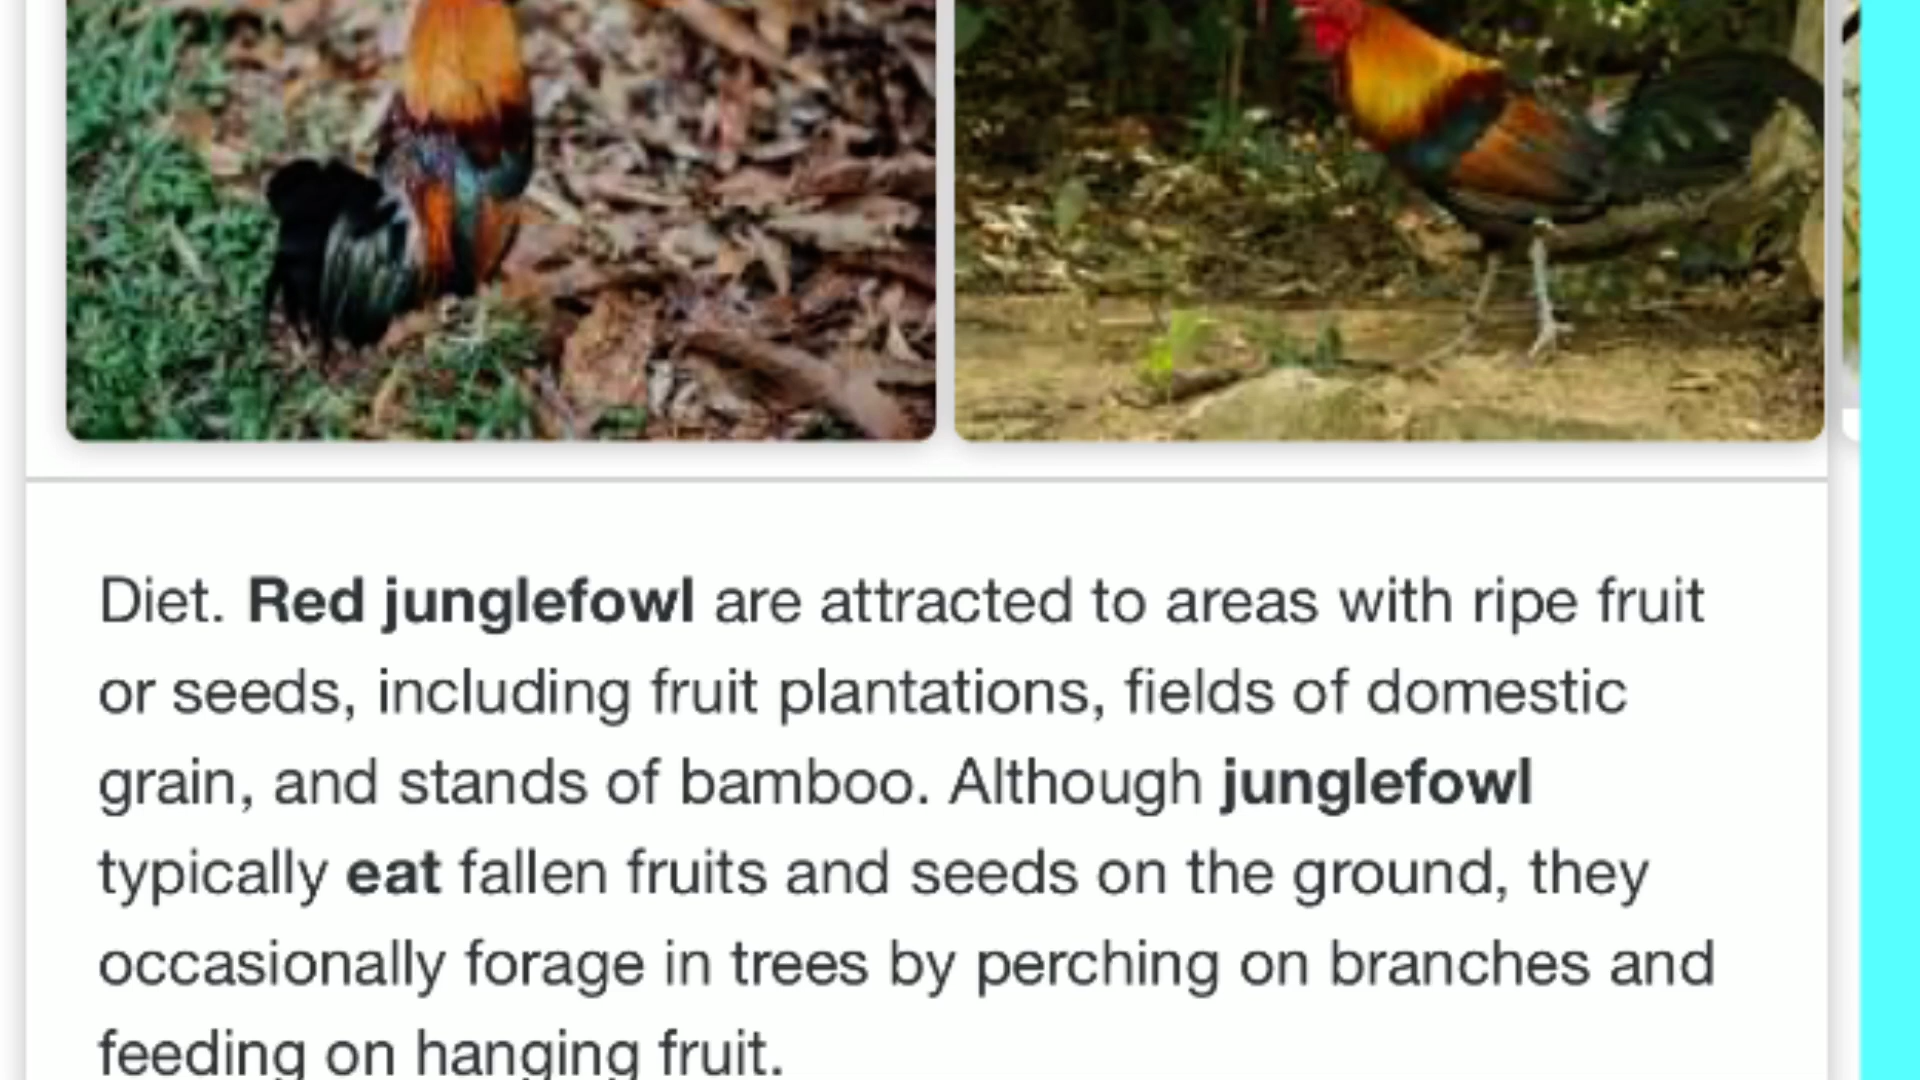 Diet. Red junglefowl are attracted to areas with ripe fruit
or seeds, including fruit plantations, fields of domestic
grain, and stands of bamboo. Although junglefowl
typically eat fallen fruits and seeds on the ground, they
occasionally forage in trees by perching on branches and
feeding on hanging fruit.